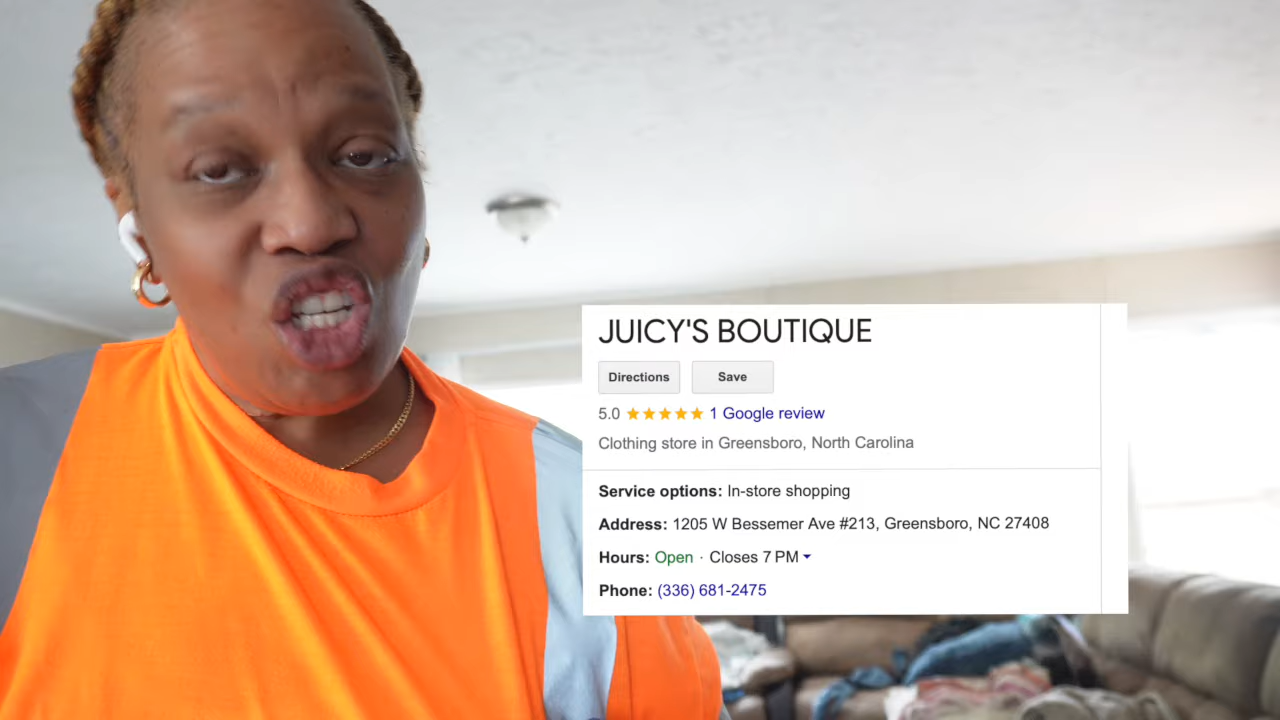 JUICY'S BOUTIQUE
Directions Save
5.0 ★★★★★ 1 Google review
Clothing store in Greensboro, North Carolina
Service options: In-store shopping
Address: 1205 W Bessemer Ave #213, Greensboro, NC 27408
Hours: Open · Closes 7 PM
Phone: (336) 681-2475